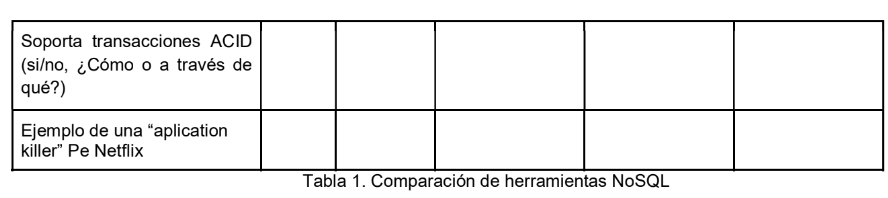 Soporta transacciones ACID
(si/no, ¿Cómo o a través de
qué?)
Ejemplo de una “aplication
killer” Pe Netflix
Tabla 1. Comparación de herramientas NoSQL